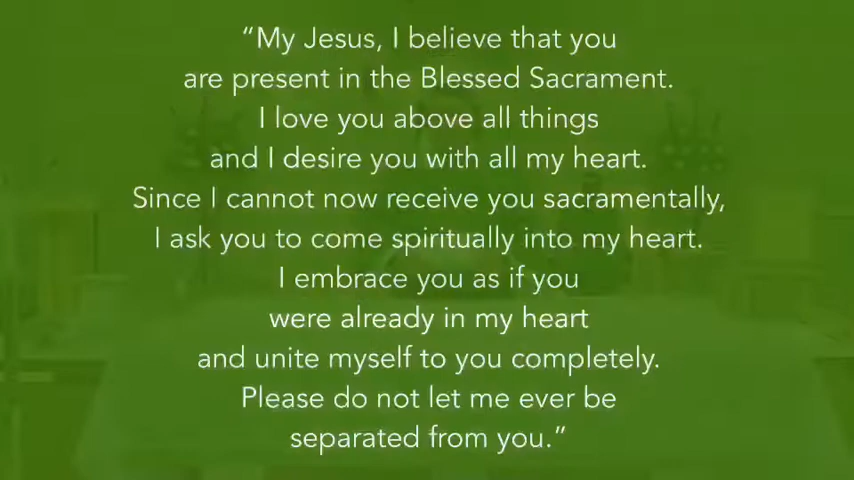 “My Jesus, I believe that you
are present in the Blessed Sacrament.
I love you above all things
and I desire you with all my heart.
Since I cannot now receive you sacramentally,
I ask you to come spiritually into my heart.
I embrace you as if you
were already in my heart
and unite myself to you completely.
Please do not let me ever be
separated from you.”